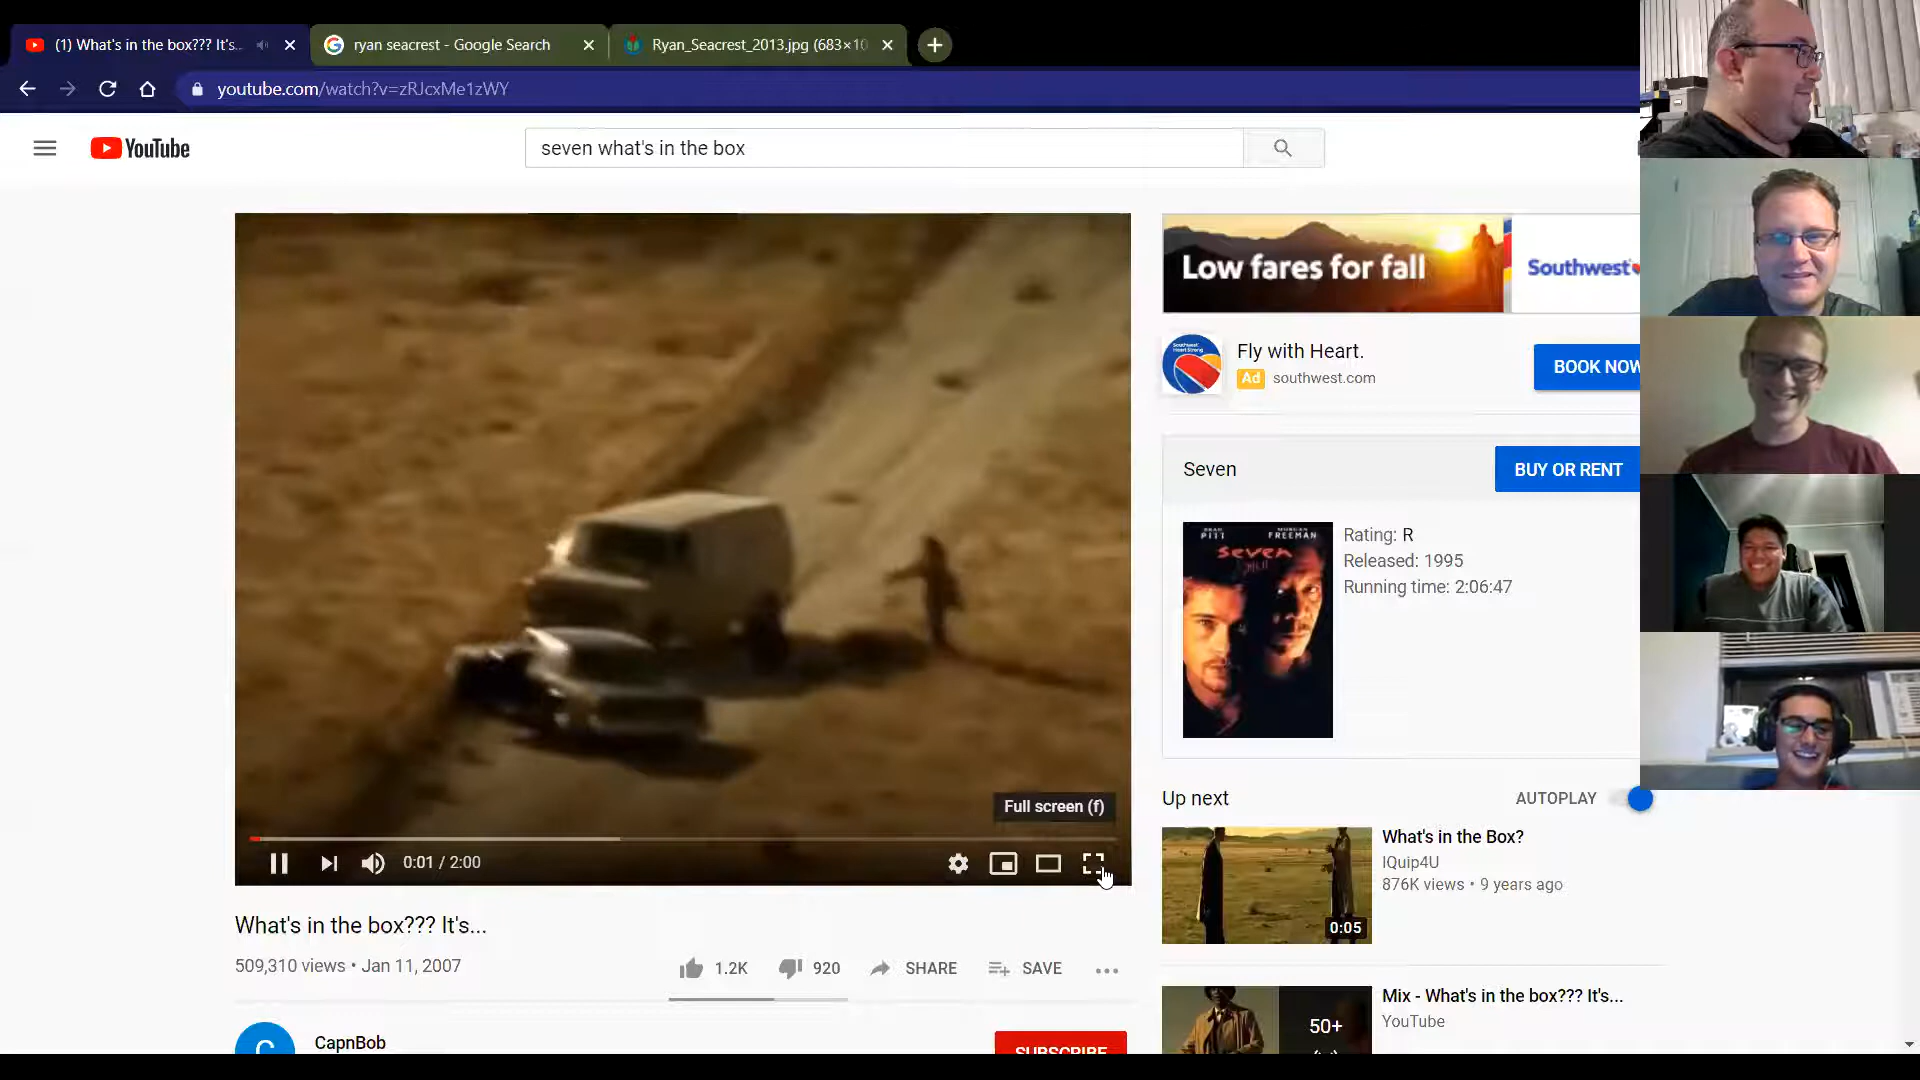 (1) What's in the box??? It's...
ryan seacrest - Google Search
Ryan_Seacrest_2013.jpg (683×10
youtube.com/watch?v=zRJcxMe1zWY
YouTube
seven what's in the box
Low fares for fall
Southwest
Fly with Heart.
Ad southwest.com
BOOK NOW
Seven
BUY OR RENT
PITT
FREEMAN
seven
Rating: R
Released: 1995
Running time: 2:06:47
Full screen (f)
0:01 / 2:00
What's in the box??? It's...
509,310 views • Jan 11, 2007
1.2K
920
SHARE
SAVE
C
CapnBob
SUBSCRIBE
Up next
AUTOPLAY
What's in the Box?
IQuip4U
876K views • 9 years ago
0:05
Mix - What's in the box??? It's...
YouTube
50+